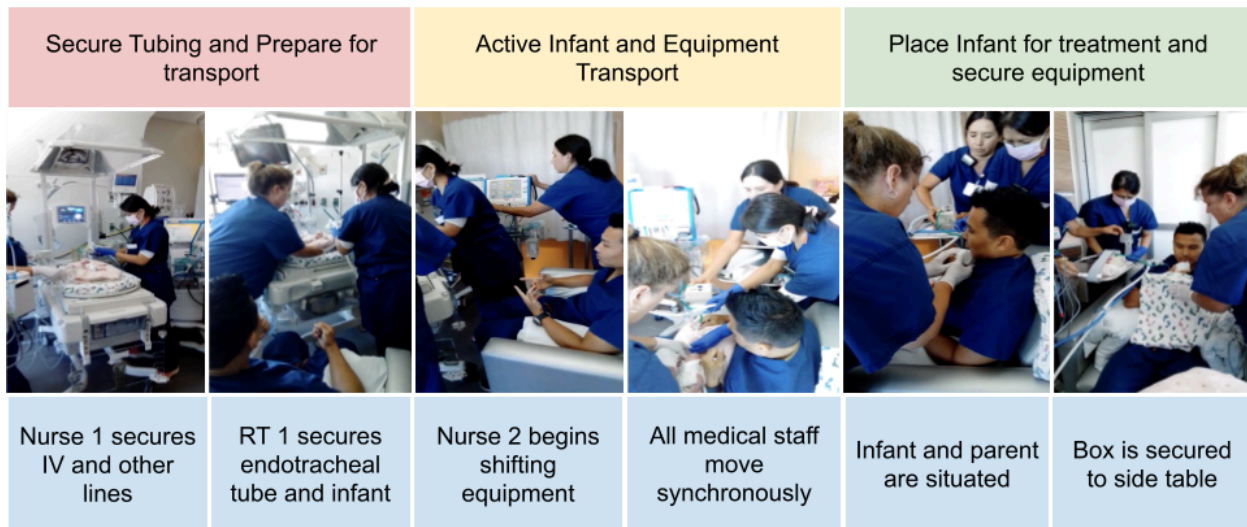 Secure Tubing and Prepare for
transport
Active Infant and Equipment
Transport
Place Infant for treatment and
secure equipment
Nurse 1 secures
IV and other
lines
RT 1 secures
endotracheal
tube and infant
Nurse 2 begins
shifting
equipment
All medical staff
move
synchronously
Infant and parent
are situated
Box is secured
to side table